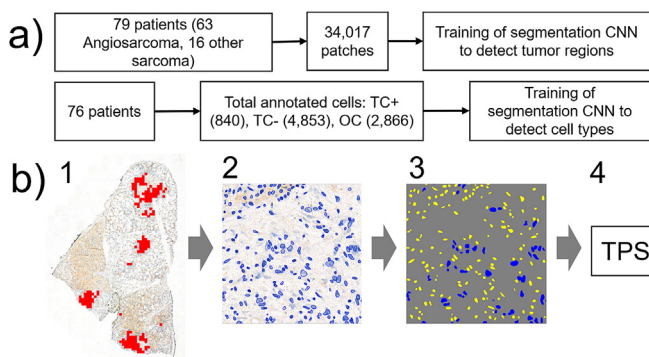 a)
79 patients (63
Angiosarcoma, 16 other
sarcoma)
34,017
patches
Training of segmentation CNN
to detect tumor regions
76 patients
Total annotated cells: TC+
(840), TC- (4,853), OC (2,866)
Training of
segmentation CNN to
detect cell types
b)
1
2
3
4
TPS